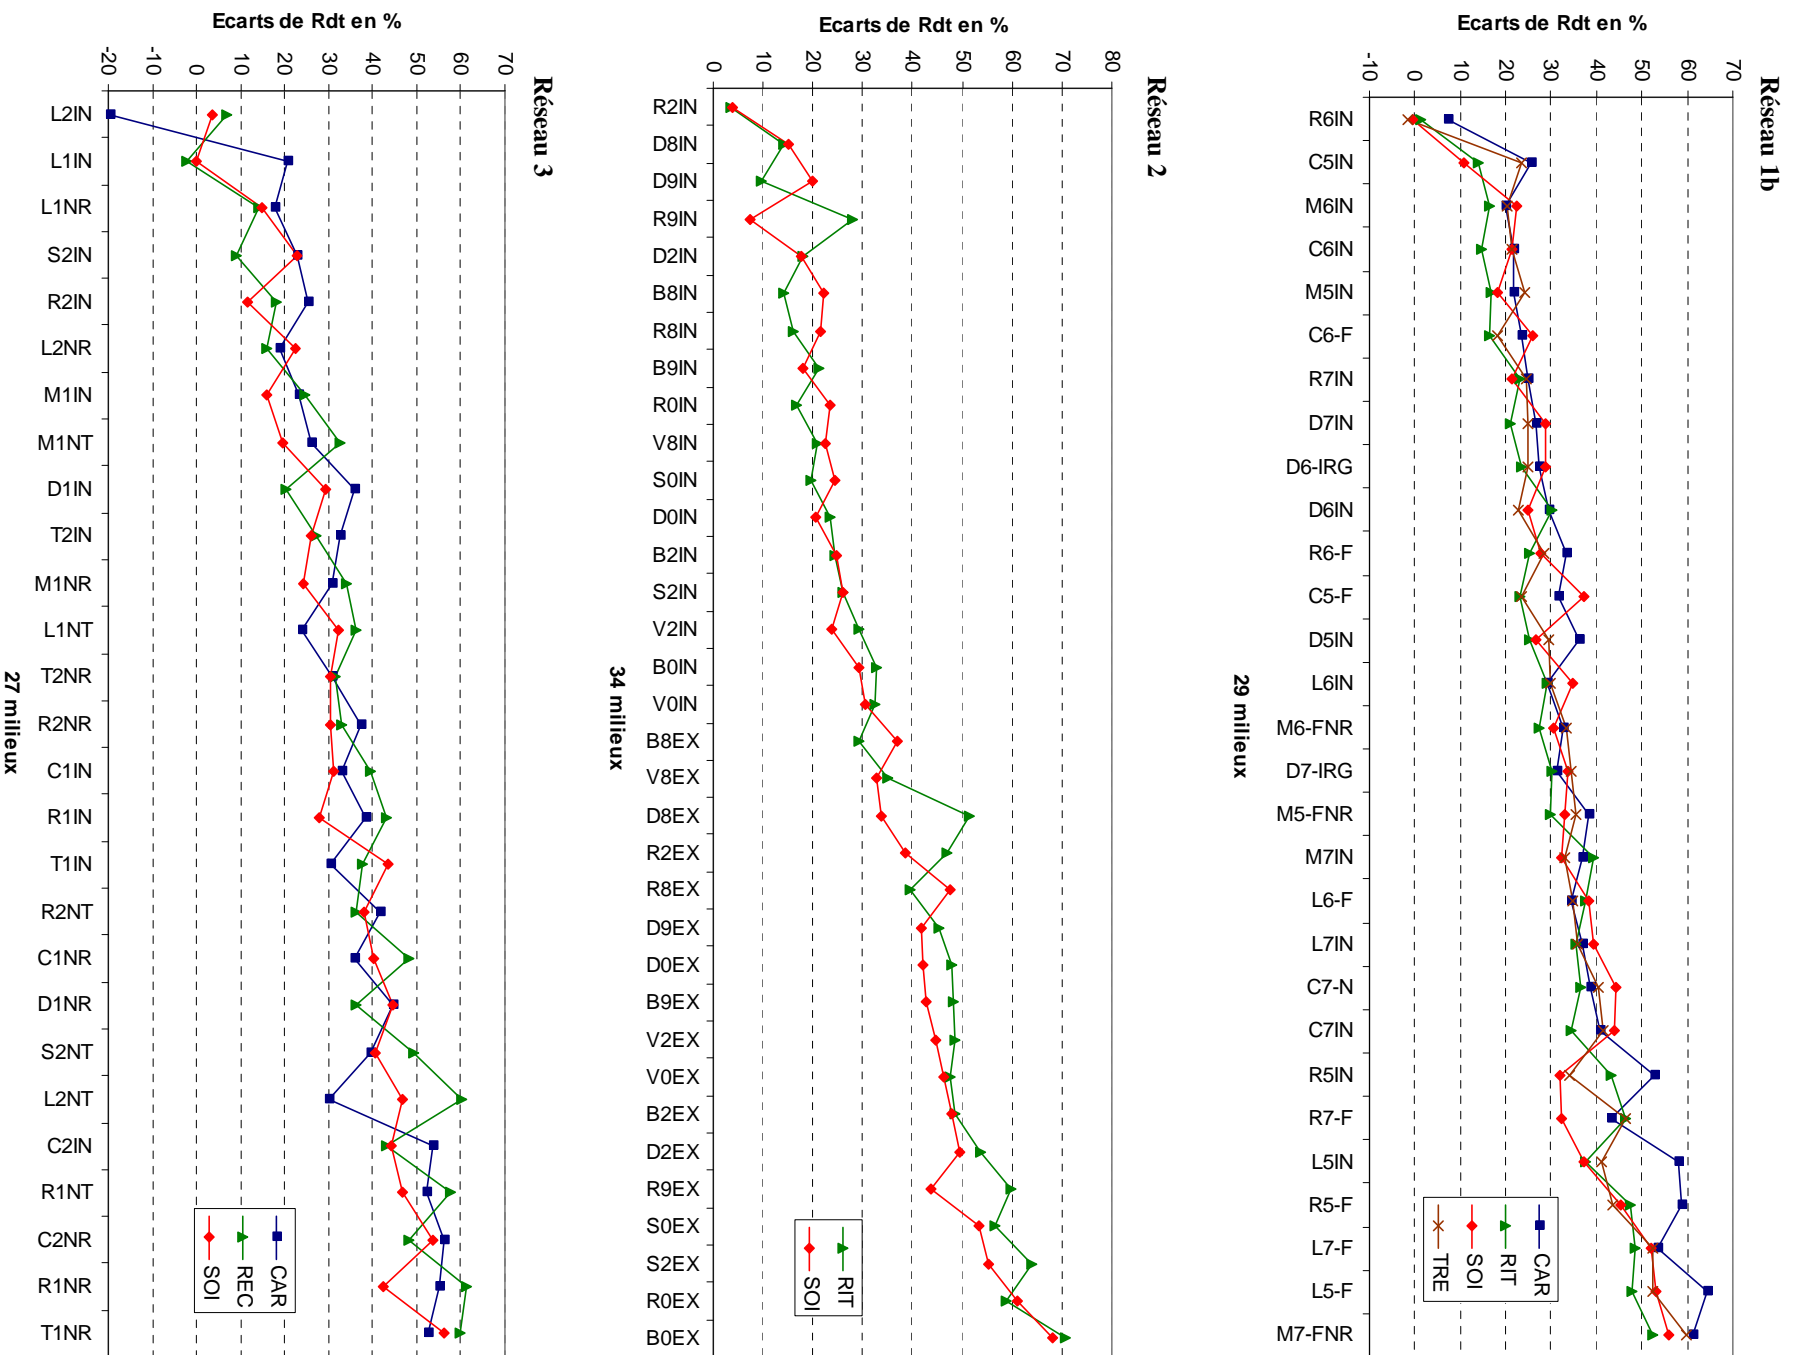 Réseau 1b
Ecarts de Rdt en %
-10 0 10 20 30 40 50 60 70
R6IN
C5IN
M6IN
C6IN
M5IN
C6-F
R7IN
D7IN
D6-IRG
D6IN
R6-F
C5-F
D5IN
L6IN
M6-FNR
D7-IRG
M5-FNR
M7IN
L6-F
L7IN
C7-N
C7IN
R5IN
R7-F
L5IN
R5-F
L7-F
L5-F
M7-FNR
29 milieux
CAR
RIT
SOI
TRE
Réseau 2
Ecarts de Rdt en %
0 10 20 30 40 50 60 70 80
R2IN
D8IN
D9IN
R9IN
D2IN
B8IN
R8IN
B9IN
R0IN
V8IN
S0IN
D0IN
B2IN
S2IN
V2IN
B0IN
V0IN
B8EX
V8EX
D8EX
R2EX
R8EX
D9EX
D0EX
B9EX
V2EX
V0EX
B2EX
D2EX
R9EX
S0EX
S2EX
R0EX
B0EX
34 milieux
RIT
SOI
Réseau 3
Ecarts de Rdt en %
-20 -10 0 10 20 30 40 50 60 70
L2IN
L1IN
L1NR
S2IN
R2IN
L2NR
M1IN
M1NT
D1IN
T2IN
M1NR
L1NT
T2NR
R2NR
C1IN
R1IN
T1IN
R2NT
C1NR
D1NR
S2NT
L2NT
C2IN
R1NT
C2NR
R1NR
T1NR
27 milieux
CAR
REC
SOI